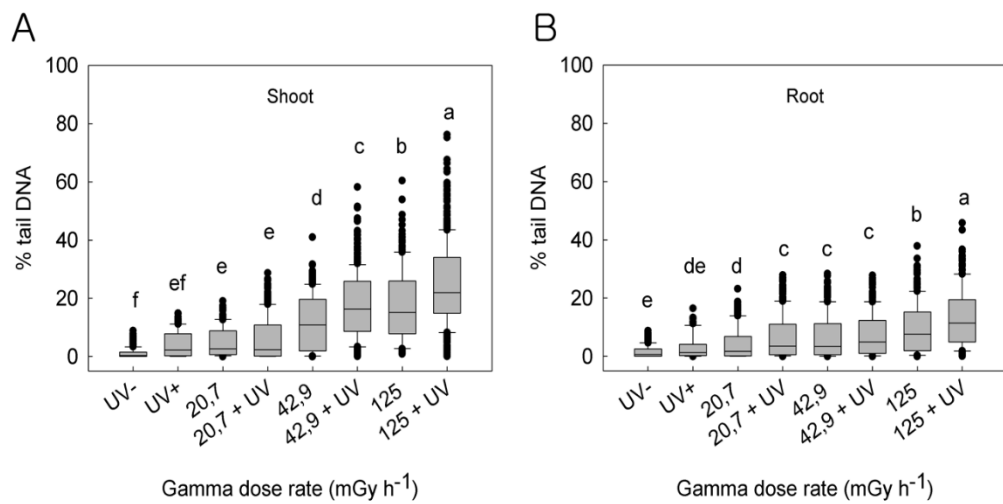 A
100
80
60
40
20
0
% tail DNA
Shoot
f
ef
e
e
d
c
b
a
UV-
UV+
20,7
20,7 + UV
42,9
42,9 + UV
125
125 + UV
Gamma dose rate (mGy h⁻¹)
B
100
80
60
40
20
0
% tail DNA
Root
e
de
d
c
c
c
b
a
UV-
UV+
20,7
20,7 + UV
42,9
42,9 + UV
125
125 + UV
Gamma dose rate (mGy h⁻¹)